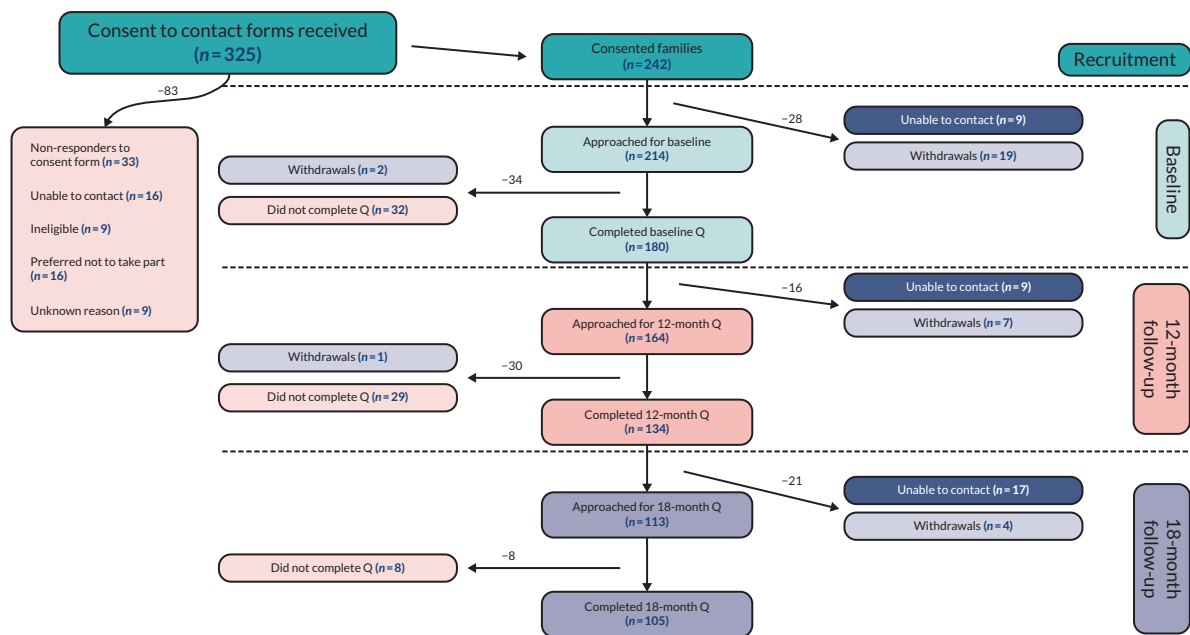 Consent to contact forms received
(n=325)
Consented families
(n=242)
Recruitment
−83
Non-responders to
consent form (n=33)
Unable to contact (n=16)
Ineligible (n=9)
Preferred not to take part
(n=16)
Unknown reason (n=9)
−28
Unable to contact (n=9)
Withdrawals (n=19)
Baseline
Approached for baseline
(n=214)
−34
Withdrawals (n=2)
Did not complete Q (n=32)
Completed baseline Q
(n=180)
−16
Unable to contact (n=9)
Withdrawals (n=7)
12-month
follow-up
Approached for 12-month Q
(n=164)
−30
Withdrawals (n=1)
Did not complete Q (n=29)
Completed 12-month Q
(n=134)
−21
Unable to contact (n=17)
Withdrawals (n=4)
18-month
follow-up
Approached for 18-month Q
(n=113)
−8
Did not complete Q (n=8)
Completed 18-month Q
(n=105)